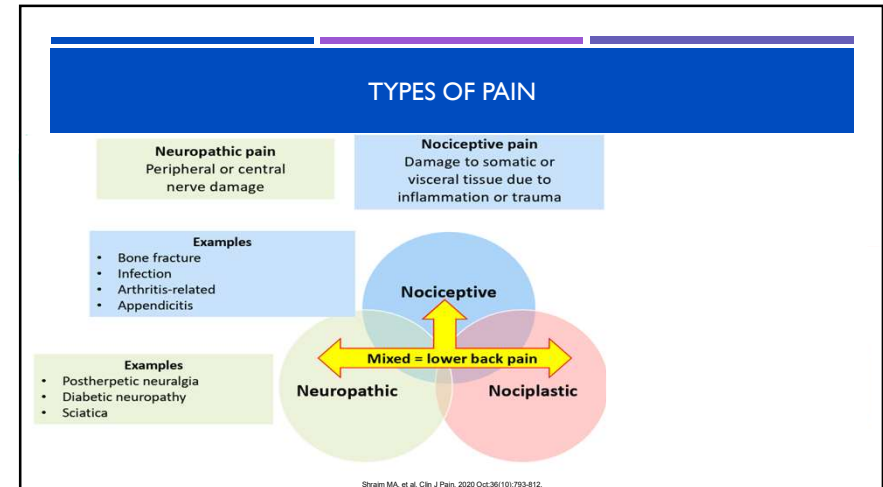 TYPES OF PAIN
Neuropathic pain
Peripheral or central
nerve damage
Nociceptive pain
Damage to somatic or
visceral tissue due to
inflammation or trauma
Examples
• Bone fracture
• Infection
• Arthritis-related
• Appendicitis
Nociceptive
Mixed = lower back pain
Neuropathic
Nociplastic
Examples
• Postherpetic neuralgia
• Diabetic neuropathy
• Sciatica
Shraim MA, et al. Clin J Pain. 2020 Oct;36(10):793-812.